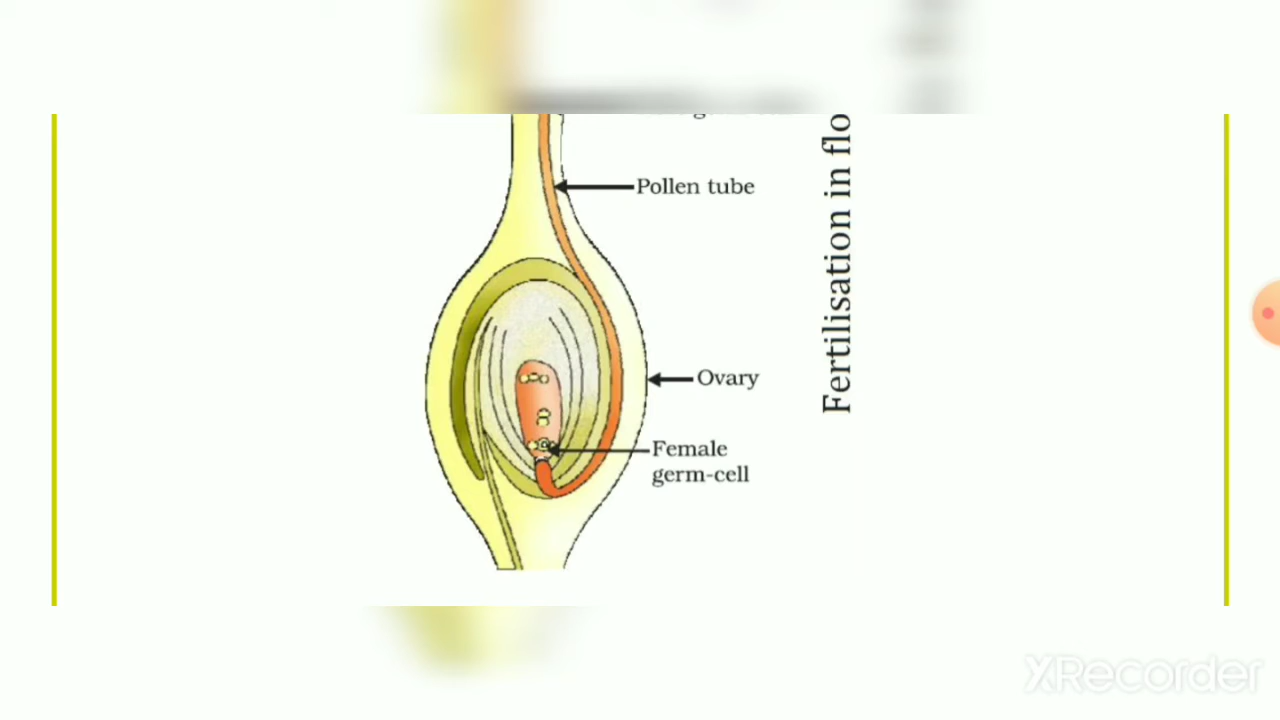 Pollen tube
Ovary
Female
germ-cell
Fertilisation in flo
XRecorder